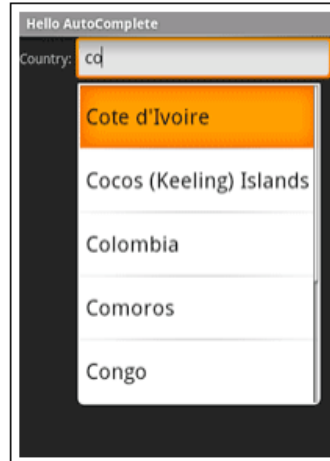 Hello AutoComplete
Country: co
Cote d'Ivoire
Cocos (Keeling) Islands
Colombia
Comoros
Congo